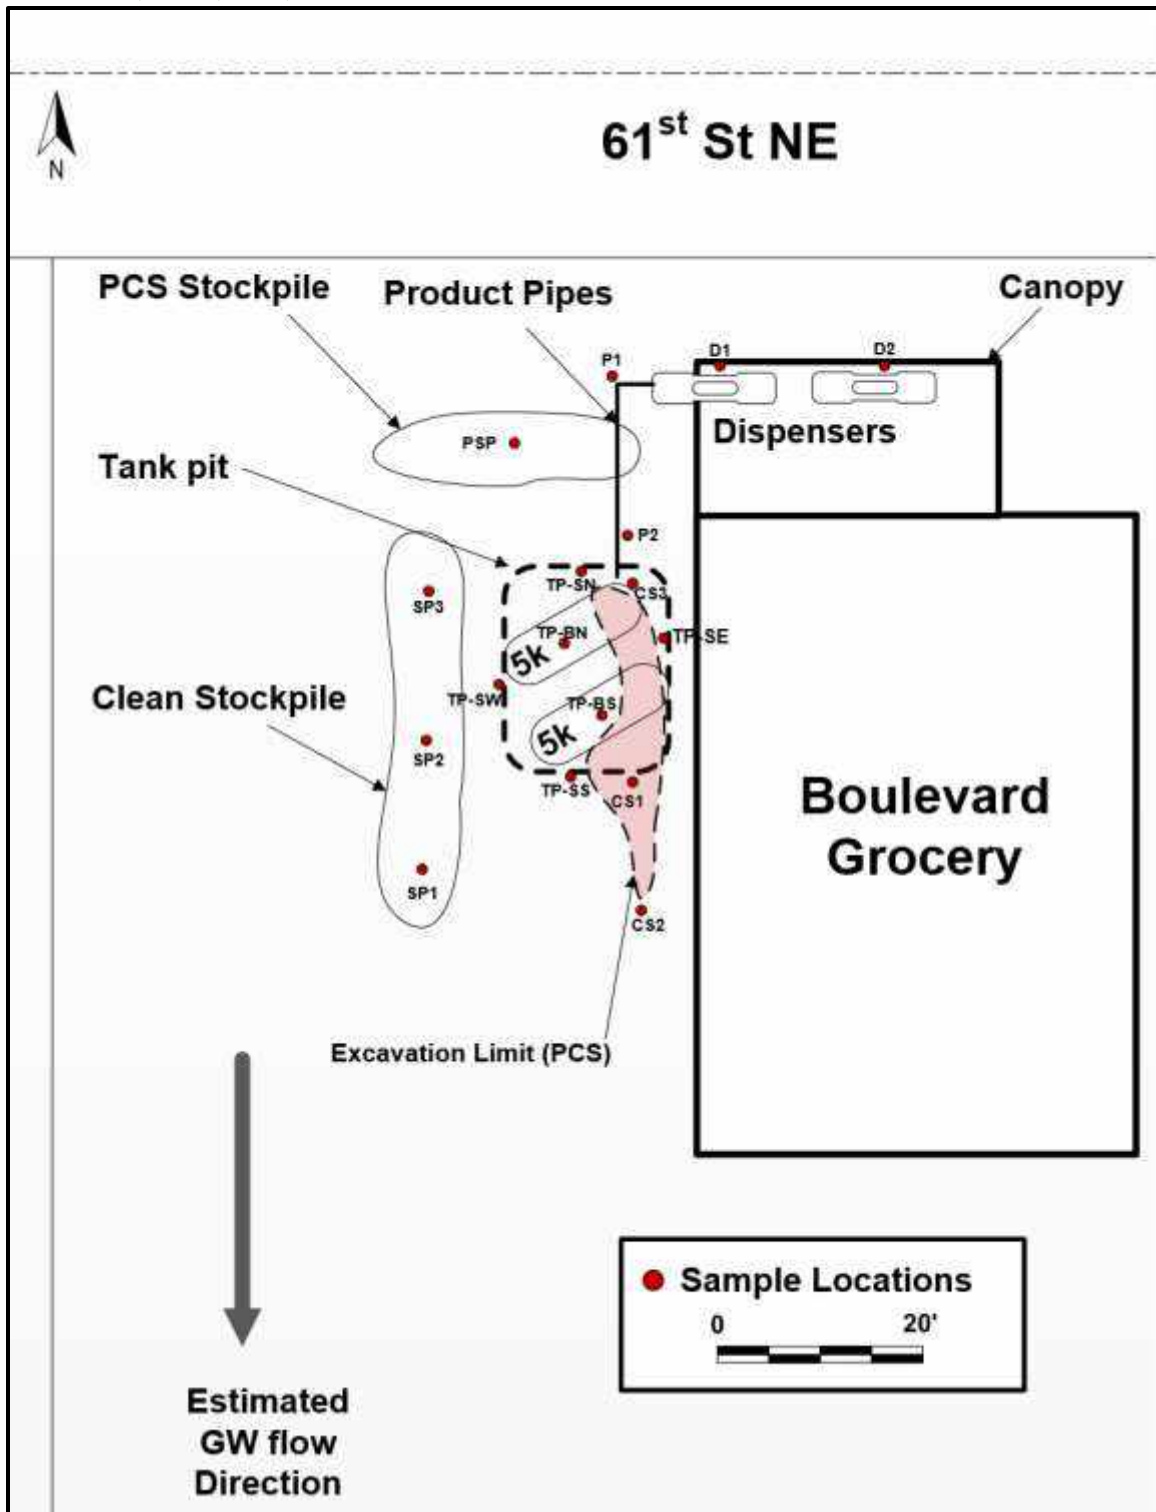 61st St NE
N
PCS Stockpile
Product Pipes
Canopy
P1
D1
D2
PSP
Dispensers
Tank pit
P2
TP-SN
CS3
SP3
TP-BN
TP-SE
5k
TP-SW
Clean Stockpile
TP-BS
5k
SP2
TP-SS
CS1
Boulevard
Grocery
SP1
CS2
Excavation Limit (PCS)
Sample Locations
0 20'
Estimated
GW flow
Direction